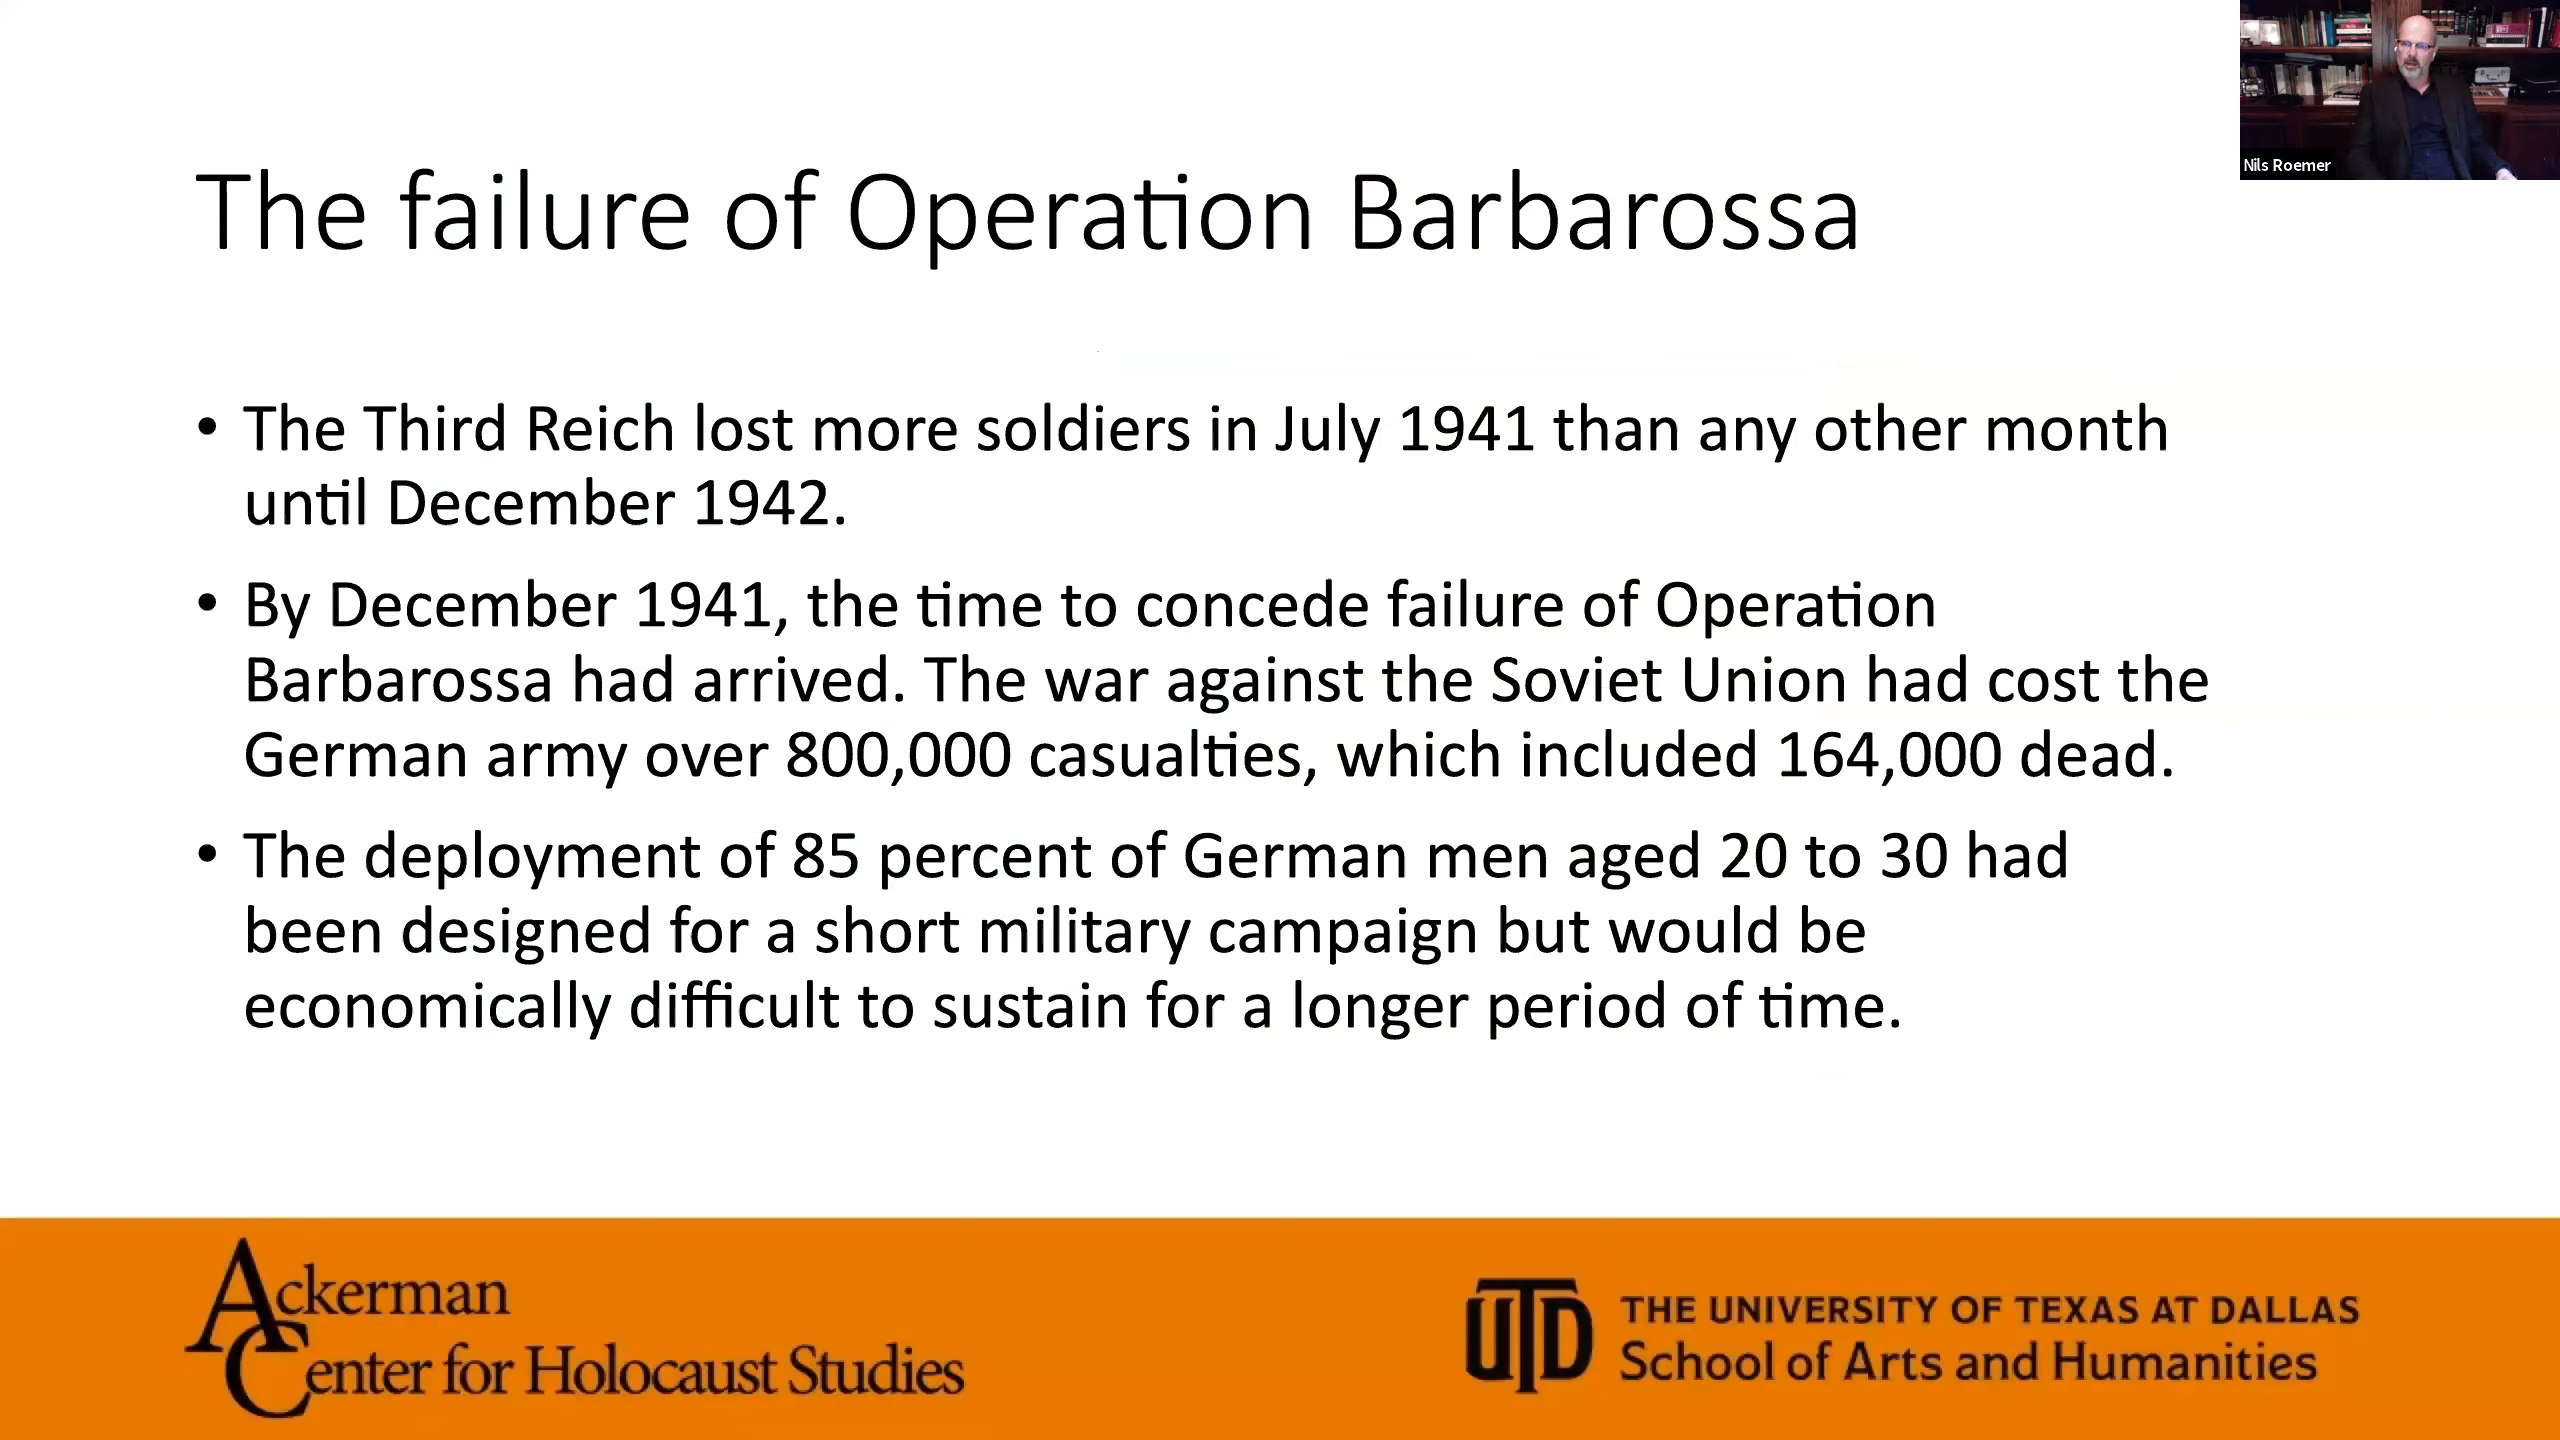 Nils Roemer
The failure of Operation Barbarossa
• The Third Reich lost more soldiers in July 1941 than any other month
until December 1942.
• By December 1941, the time to concede failure of Operation
Barbarossa had arrived. The war against the Soviet Union had cost the
German army over 800,000 casualties, which included 164,000 dead.
• The deployment of 85 percent of German men aged 20 to 30 had
been designed for a short military campaign but would be
economically difficult to sustain for a longer period of time.
Ackerman
Center for Holocaust Studies
UTD
THE UNIVERSITY OF TEXAS AT DALLAS
School of Arts and Humanities